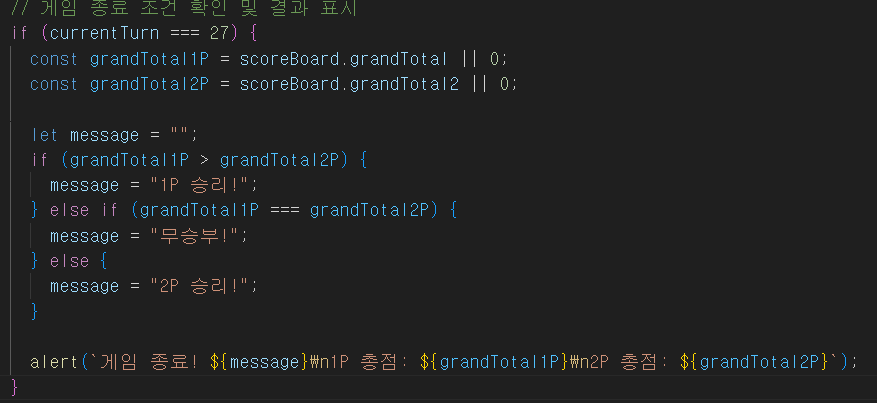 // 게임 종료 조건 확인 및 결과 표시
if (currentTurn === 27) {
const grandTotal1P = scoreBoard.grandTotal || 0;
const grandTotal2P = scoreBoard.grandTotal2 || 0;
let message = "";
if (grandTotal1P > grandTotal2P) {
message = "1P 승리!";
} else if (grandTotal1P === grandTotal2P) {
message = "무승부!";
} else {
message = "2P 승리!";
}
alert(`게임 종료! ${message}₩n1P 총점: ${grandTotal1P}₩n2P 총점: ${grandTotal2P}`);
}